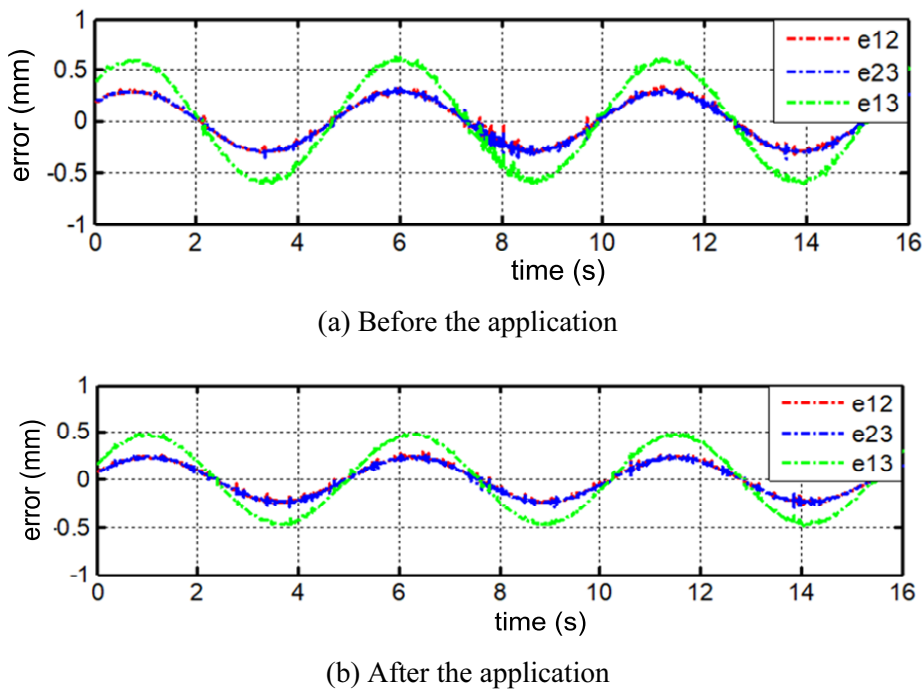 1
0.5
0
-0.5
-1
error (mm)
e12
e23
e13
0 2 4 6 8 10 12 14 16
time (s)
(a) Before the application
1
0.5
0
-0.5
-1
error (mm)
e12
e23
e13
0 2 4 6 8 10 12 14 16
time (s)
(b) After the application